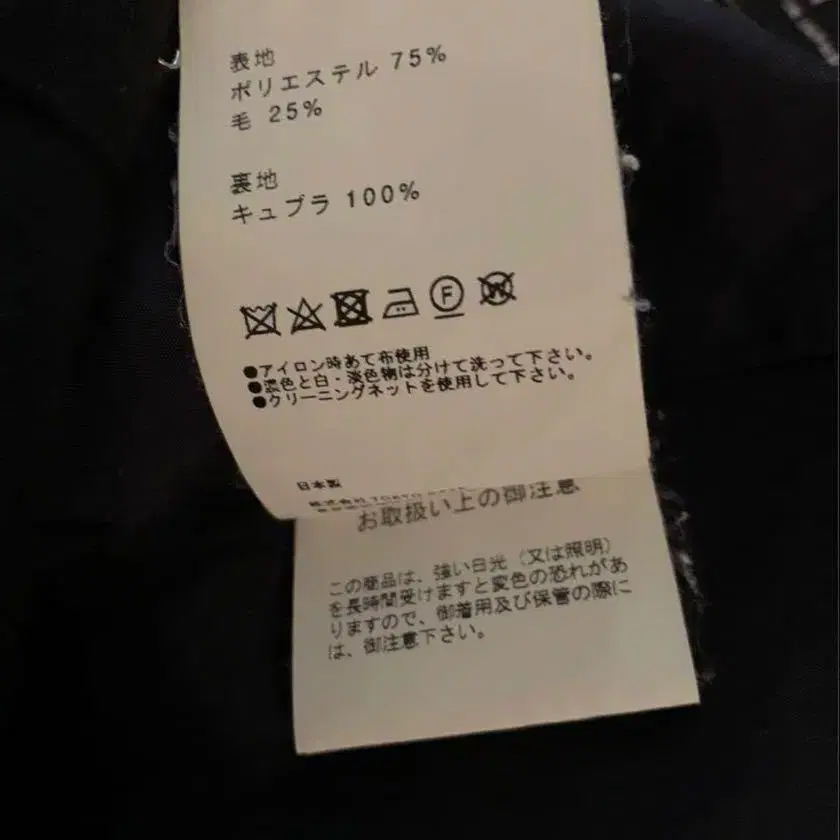 表地
ポリエステル 75%
毛 25%
裏地
キュプラ 100%
F
W
●アイロン時あて布使用
●濃色と白・淡色物は分けて洗って下さい。
●クリーニングネットを使用して下さい。
日本製
株式会社
お取扱い上の御注意
この商品は、強い日光（又は照明）
を長時間受けますと変色の恐れがあ
りますので、御着用及び保管の際に
は、御注意下さい。